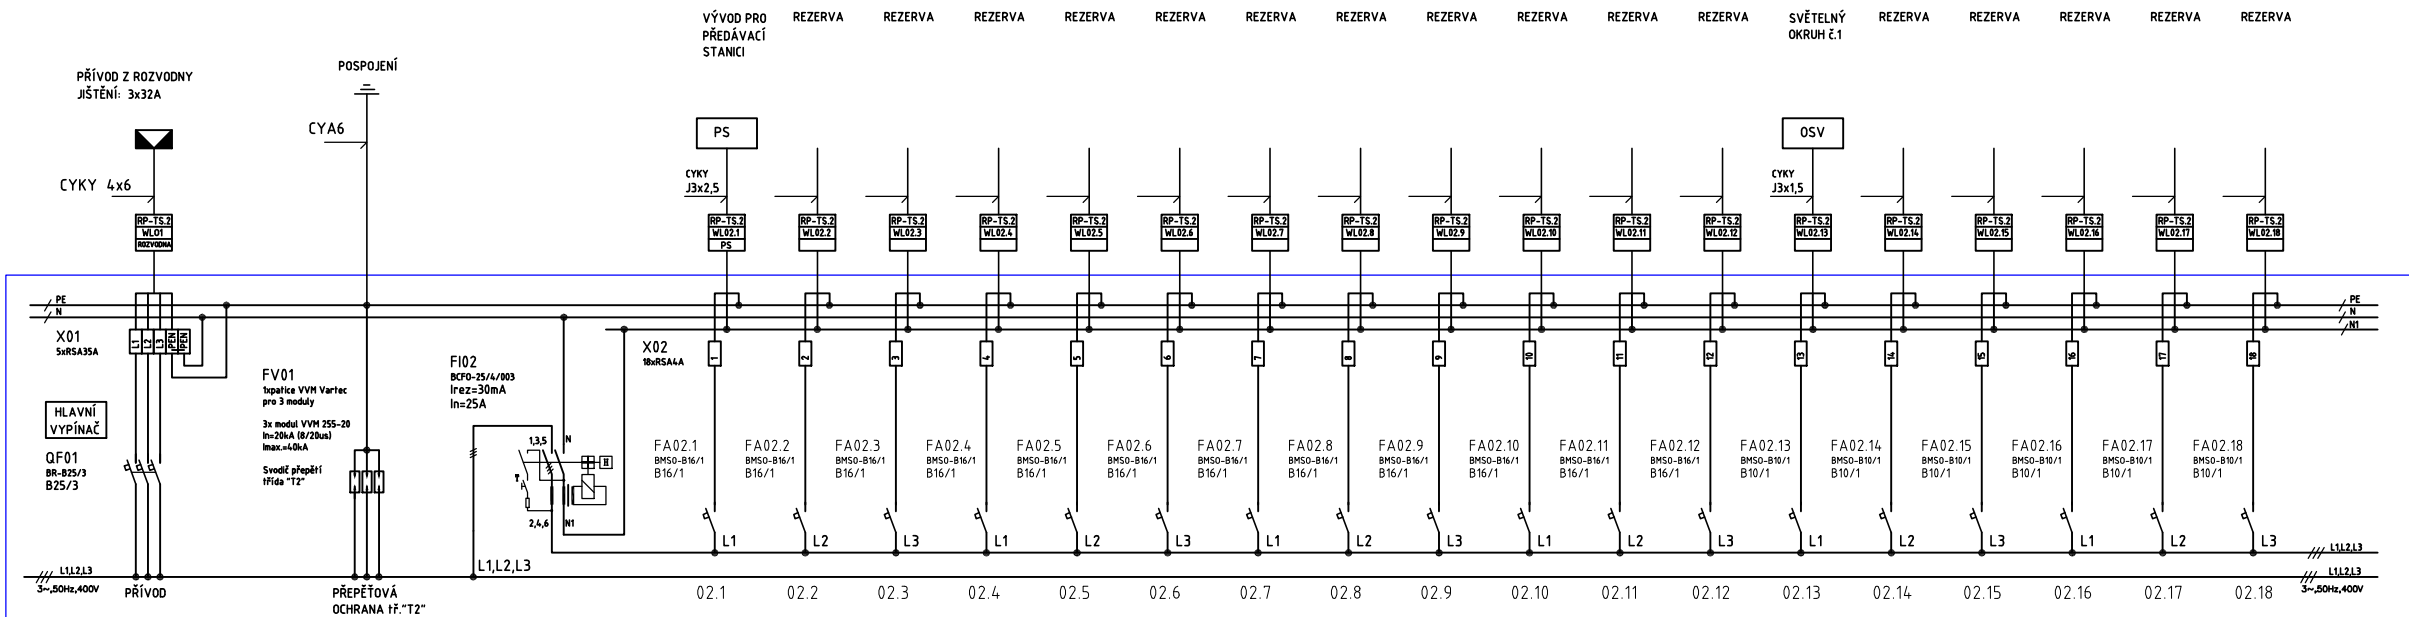 VÝVOD PRO
PŘEDÁVACÍ
STANICI
REZERVA
REZERVA
REZERVA
REZERVA
REZERVA
REZERVA
REZERVA
REZERVA
REZERVA
REZERVA
REZERVA
SVĚTELNÝ
OKRUH č.1
REZERVA
REZERVA
REZERVA
REZERVA
REZERVA
PŘÍVOD Z ROZVODNY
JIŠTĚNÍ: 3x32A
POSPOJENÍ
CYA6
CYKY 4x6
PS
OSV
CYKY
J3x2,5
CYKY
J3x1,5
RP-TS.2
WL01
ROZVODNA
RP-TS.2
WL02.1
PS
RP-TS.2
WL02.2
RP-TS.2
WL02.3
RP-TS.2
WL02.4
RP-TS.2
WL02.5
RP-TS.2
WL02.6
RP-TS.2
WL02.7
RP-TS.2
WL02.8
RP-TS.2
WL02.9
RP-TS.2
WL02.10
RP-TS.2
WL02.11
RP-TS.2
WL02.12
RP-TS.2
WL02.13
RP-TS.2
WL02.14
RP-TS.2
WL02.15
RP-TS.2
WL02.16
RP-TS.2
WL02.17
RP-TS.2
WL02.18
PE
N
PE
N
N1
X01
5xRSA35A
L1
L2
L3
PEN
PEN
X02
18xRSA4A
1
2
3
4
5
6
7
8
9
10
11
12
13
14
15
16
17
18
HLAVNÍ
VYPÍNAČ
QF01
BR-B25/3
B25/3
FV01
1xpatice VVM Vartec
pro 3 moduly
3x modul VVM 255-20
In=20kA (8/20us)
Imax.=40kA
Svodič přepětí
třída "T2"
FI02
BCFO-25/4/003
Irez=30mA
In=25A
1,3,5
N
H
T
2,4,6
N1
FA02.1
BMSO-B16/1
B16/1
FA02.2
BMSO-B16/1
B16/1
FA02.3
BMSO-B16/1
B16/1
FA02.4
BMSO-B16/1
B16/1
FA02.5
BMSO-B16/1
B16/1
FA02.6
BMSO-B16/1
B16/1
FA02.7
BMSO-B16/1
B16/1
FA02.8
BMSO-B16/1
B16/1
FA02.9
BMSO-B16/1
B16/1
FA02.10
BMSO-B16/1
B16/1
FA02.11
BMSO-B16/1
B16/1
FA02.12
BMSO-B16/1
B16/1
FA02.13
BMSO-B10/1
B10/1
FA02.14
BMSO-B10/1
B10/1
FA02.15
BMSO-B10/1
B10/1
FA02.16
BMSO-B10/1
B10/1
FA02.17
BMSO-B10/1
B10/1
FA02.18
BMSO-B10/1
B10/1
L1
L2
L3
L1
L2
L3
L1
L2
L3
L1
L2
L3
L1
L2
L3
L1
L2
L3
L1,L2,L3
L1,L2,L3
3~,50Hz,400V
L1,L2,L3
L1,L2,L3
3~,50Hz,400V
PŘÍVOD
PŘEPĚŤOVÁ
OCHRANA tř."T2"
02.1
02.2
02.3
02.4
02.5
02.6
02.7
02.8
02.9
02.10
02.11
02.12
02.13
02.14
02.15
02.16
02.17
02.18